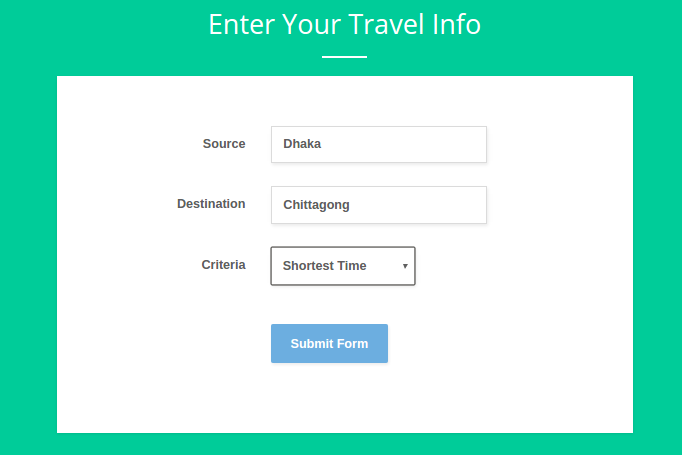 Enter Your Travel Info
Source Dhaka
Destination Chittagong
Criteria Shortest Time
Submit Form